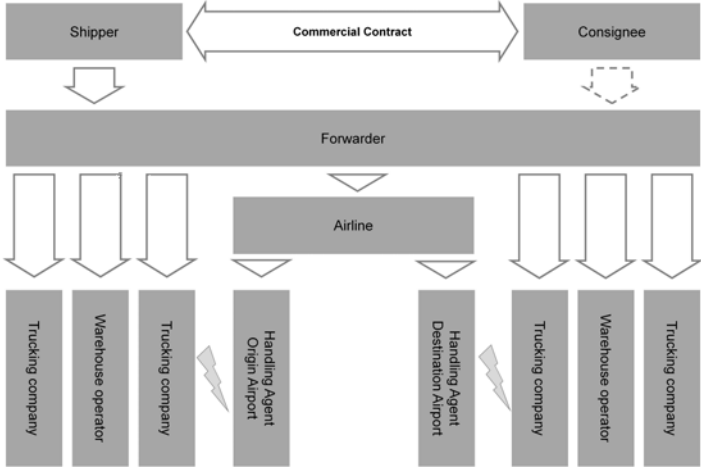 Shipper
Commercial Contract
Consignee
Forwarder
Airline
Trucking company
Warehouse operator
Trucking company
Handling Agent
Origin Airport
Handling Agent
Destination Airport
Trucking company
Warehouse operator
Trucking company